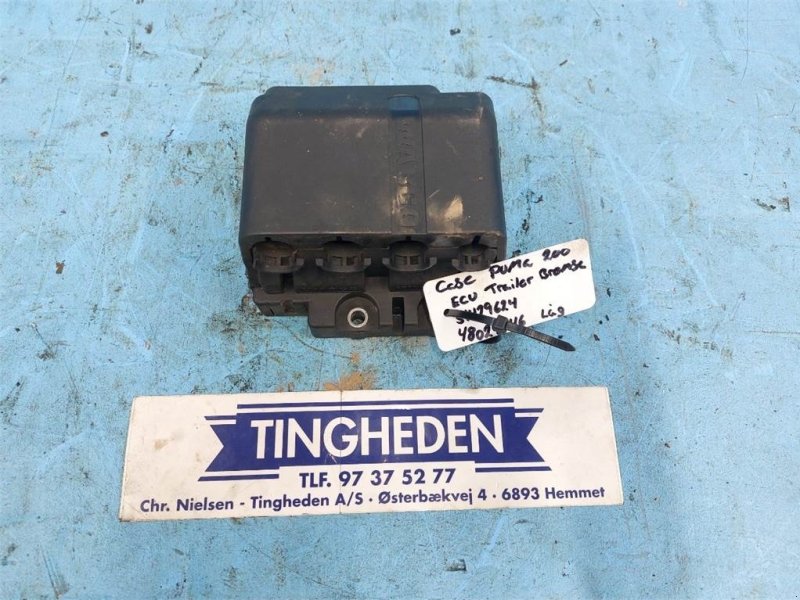 Case Puma 200
ECU Trailer Bremse
Låg
TINGHEDEN
TLF. 97 37 52 77
Chr. Nielsen - Tingheden A/S · Østerbækvej 4 · 6893 Hemmet